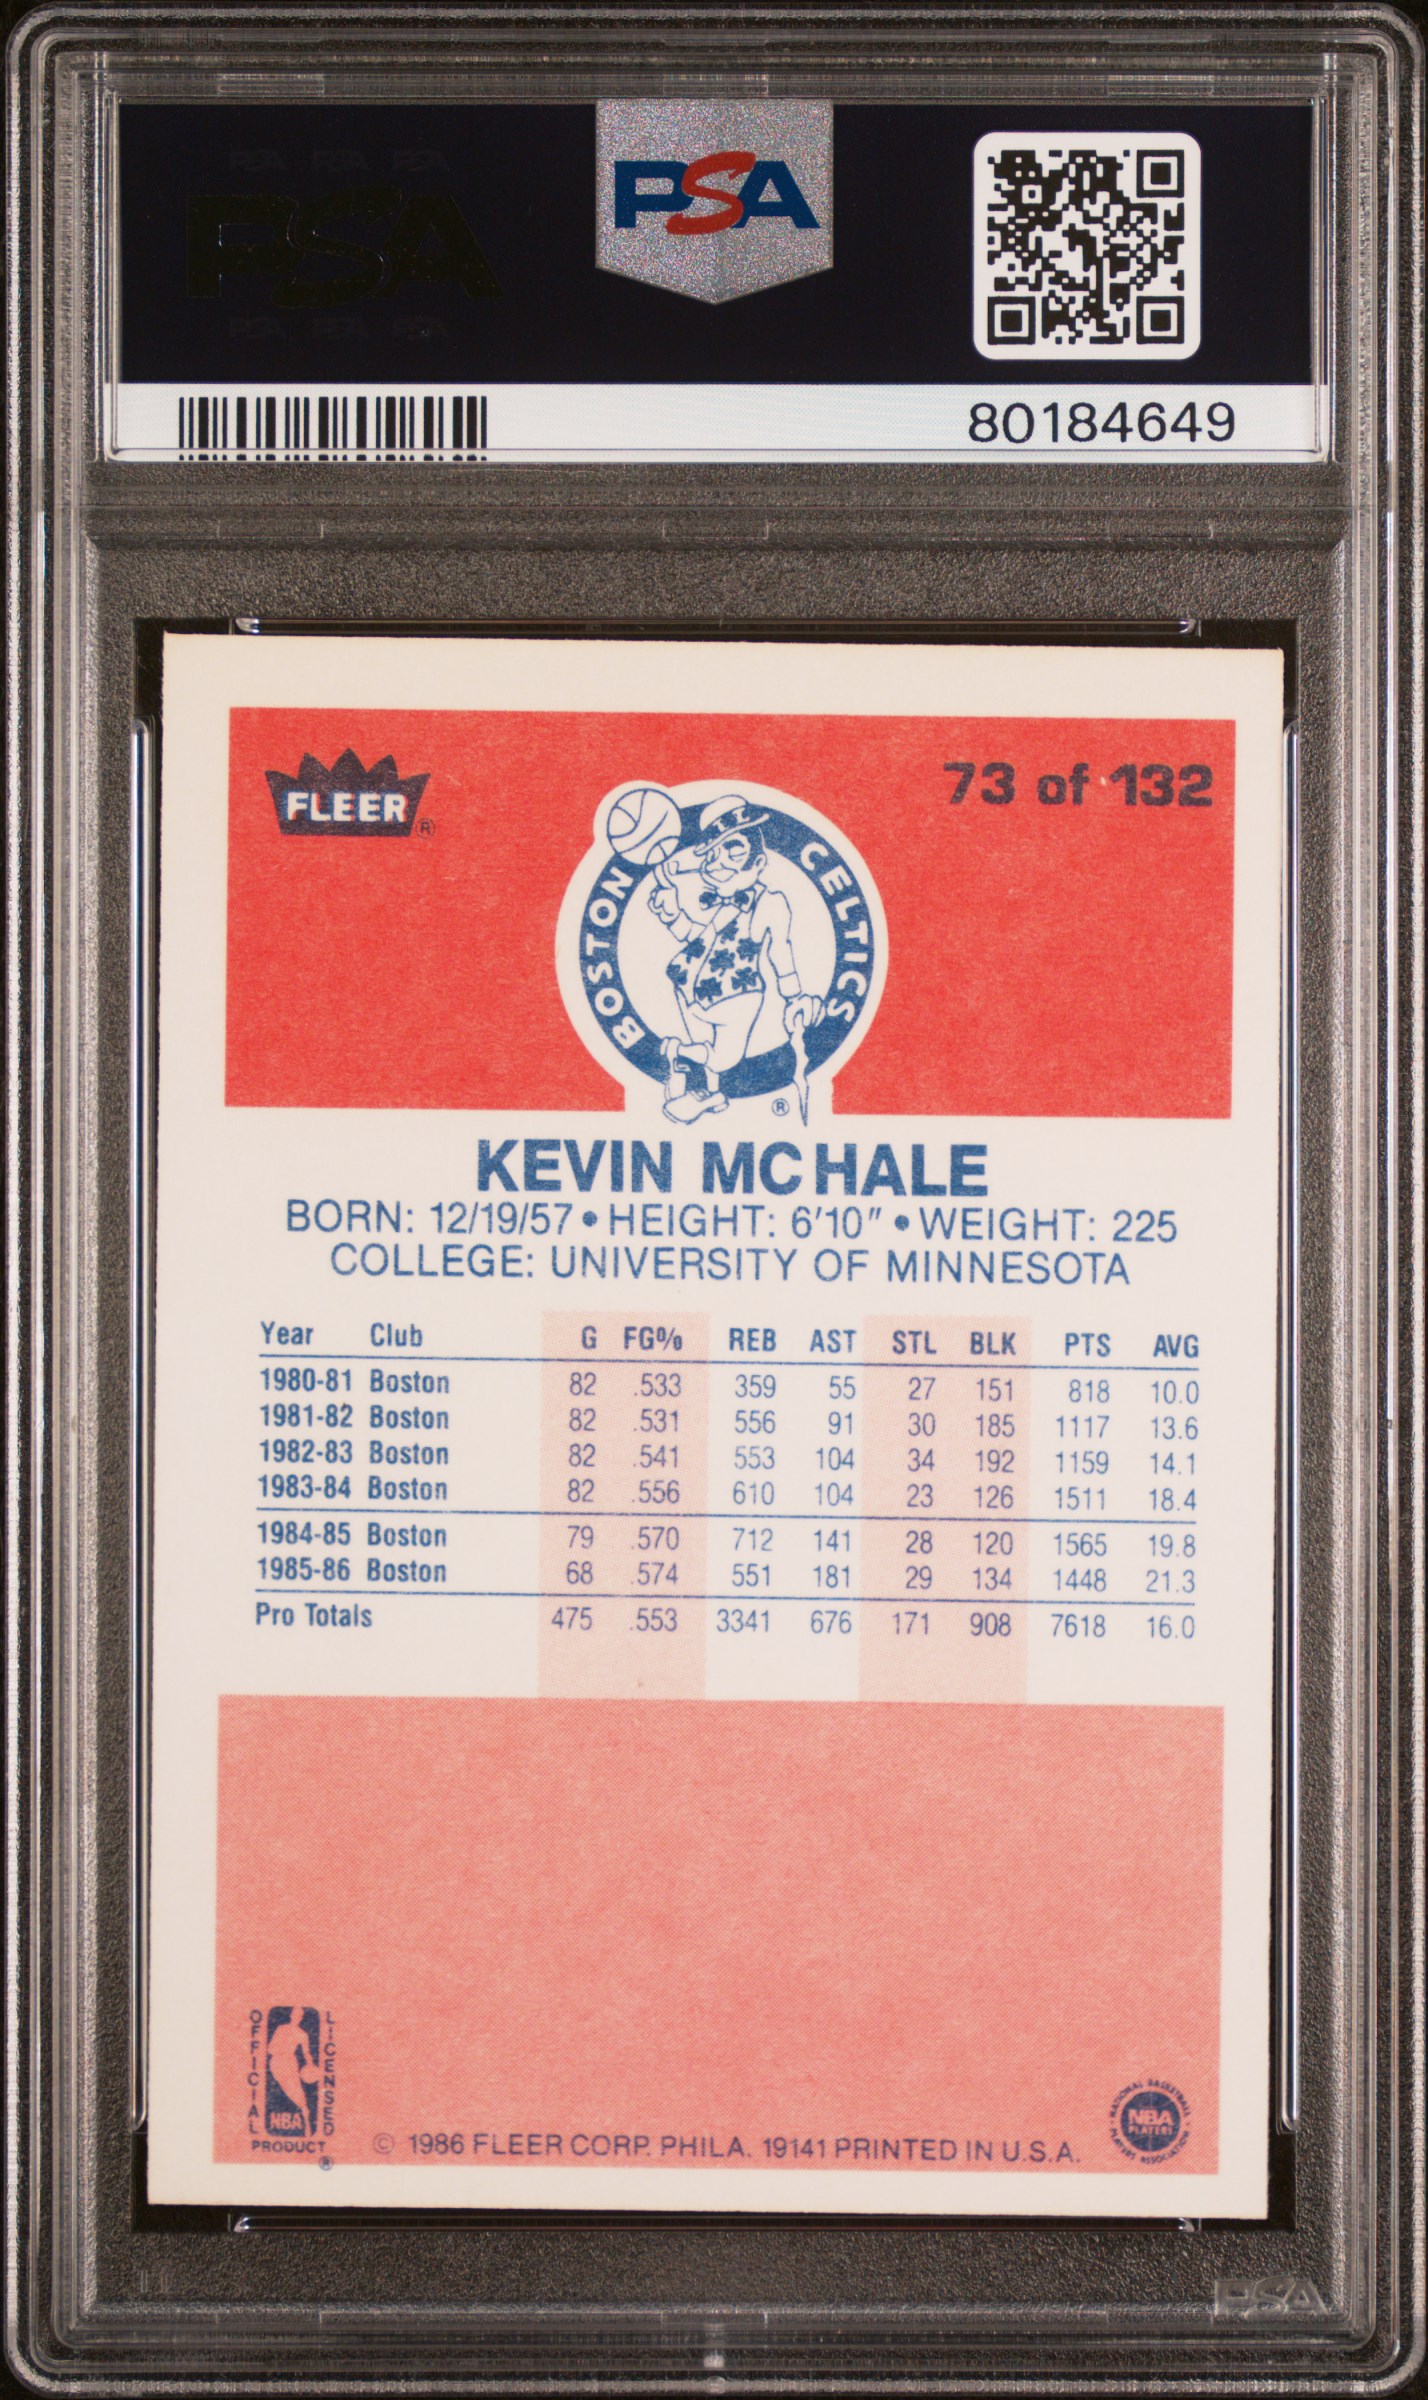 PSA
PSA
80184649
FLEER®
73 of 132
BOSTON CELTICS
®
KEVIN MCHALE
BORN: 12/19/57 • HEIGHT: 6'10" • WEIGHT: 225
COLLEGE: UNIVERSITY OF MINNESOTA
Year Club G FG% REB AST STL BLK PTS AVG
1980-81 Boston 82 .533 359 55 27 151 818 10.0
1981-82 Boston 82 .531 556 91 30 185 1117 13.6
1982-83 Boston 82 .541 553 104 34 192 1159 14.1
1983-84 Boston 82 .556 610 104 23 126 1511 18.4
1984-85 Boston 79 .570 712 141 28 120 1565 19.8
1985-86 Boston 68 .574 551 181 29 134 1448 21.3
Pro Totals 475 .553 3341 676 171 908 7618 16.0
OFFICIAL LICENSED
NBA
PRODUCT
®
© 1986 FLEER CORP. PHILA. 19141 PRINTED IN U.S.A.
NATIONAL BASKETBALL
NBA
PLAYERS
PLAYERS ASSOCIATION
PSA